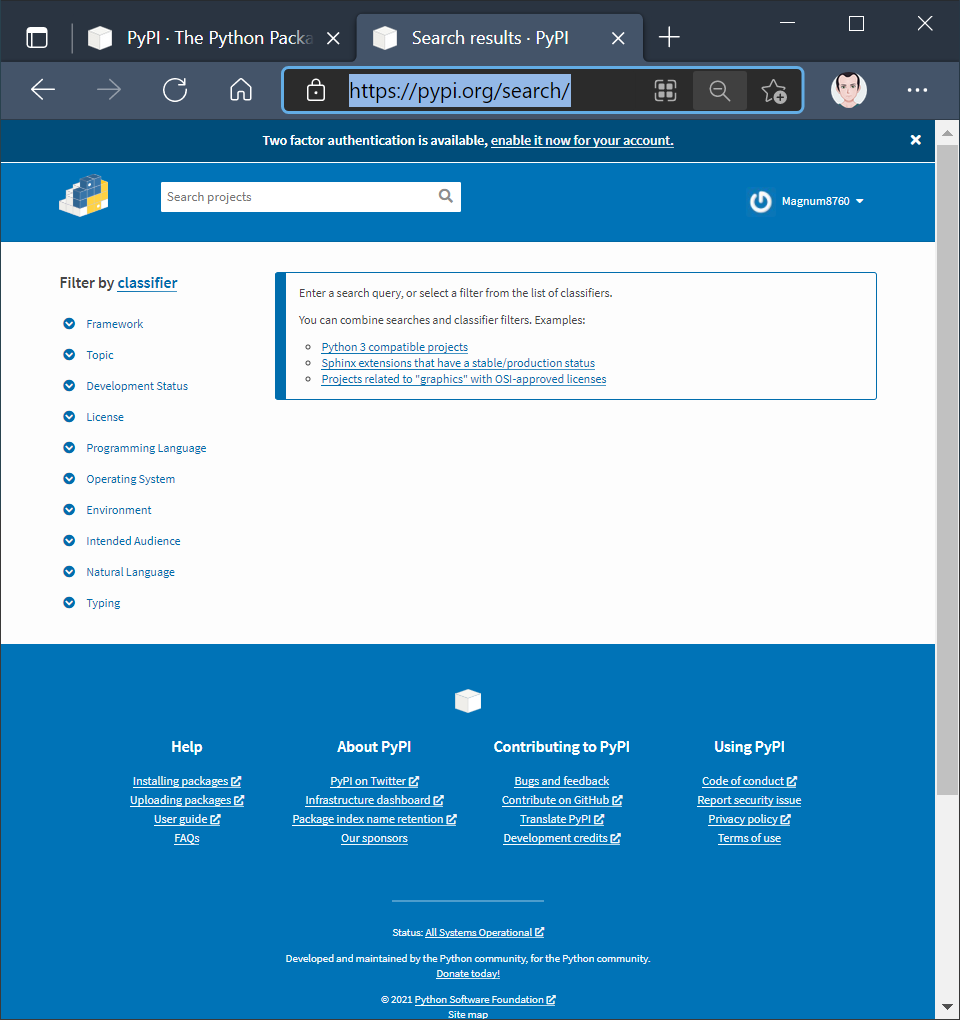 PyPI · The Python Packa
Search results · PyPI
https://pypi.org/search/
Two factor authentication is available, enable it now for your account.
Search projects
Magnum8760
Filter by classifier
Framework
Topic
Development Status
License
Programming Language
Operating System
Environment
Intended Audience
Natural Language
Typing
Enter a search query, or select a filter from the list of classifiers.
You can combine searches and classifier filters. Examples:
Python 3 compatible projects
Sphinx extensions that have a stable/production status
Projects related to "graphics" with OSI-approved licenses
Help
Installing packages
Uploading packages
User guide
FAQs
About PyPI
PyPI on Twitter
Infrastructure dashboard
Package index name retention
Our sponsors
Contributing to PyPI
Bugs and feedback
Contribute on GitHub
Translate PyPI
Development credits
Using PyPI
Code of conduct
Report security issue
Privacy policy
Terms of use
Status: All Systems Operational
Developed and maintained by the Python community, for the Python community.
Donate today!
© 2021 Python Software Foundation
Site map